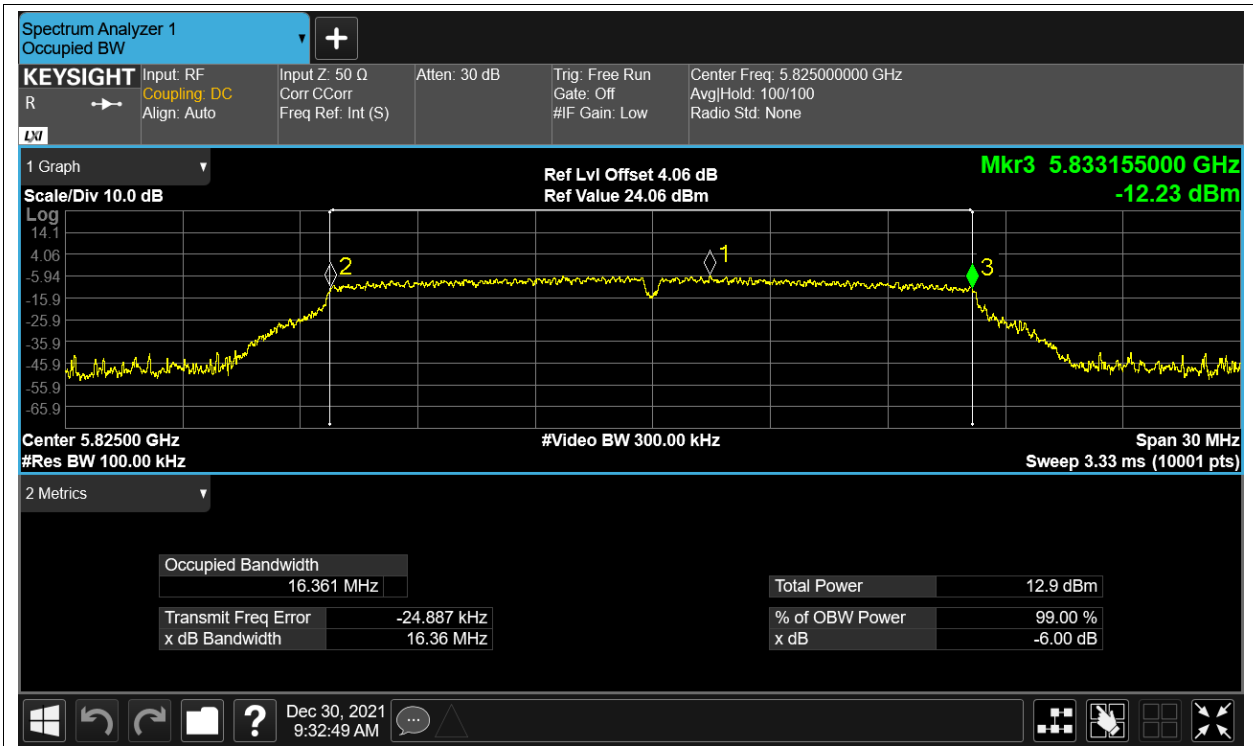 Spectrum Analyzer 1
Occupied BW
KEYSIGHT
R
LXI
Input: RF
Coupling: DC
Align: Auto
Input Z: 50 Ω
Corr CCorr
Freq Ref: Int (S)
Atten: 30 dB
Trig: Free Run
Gate: Off
#IF Gain: Low
Center Freq: 5.825000000 GHz
Avg|Hold: 100/100
Radio Std: None
1 Graph
Scale/Div 10.0 dB
Ref Lvl Offset 4.06 dB
Ref Value 24.06 dBm
Mkr3 5.833155000 GHz
-12.23 dBm
Log
14.1
4.06
-5.94
-15.9
-25.9
-35.9
-45.9
-55.9
-65.9
2
1
3
Center 5.82500 GHz
#Res BW 100.00 kHz
#Video BW 300.00 kHz
Span 30 MHz
Sweep 3.33 ms (10001 pts)
2 Metrics
Occupied Bandwidth
16.361 MHz
Transmit Freq Error -24.887 kHz
x dB Bandwidth 16.36 MHz
Total Power 12.9 dBm
% of OBW Power 99.00 %
x dB -6.00 dB
?
Dec 30, 2021
9:32:49 AM